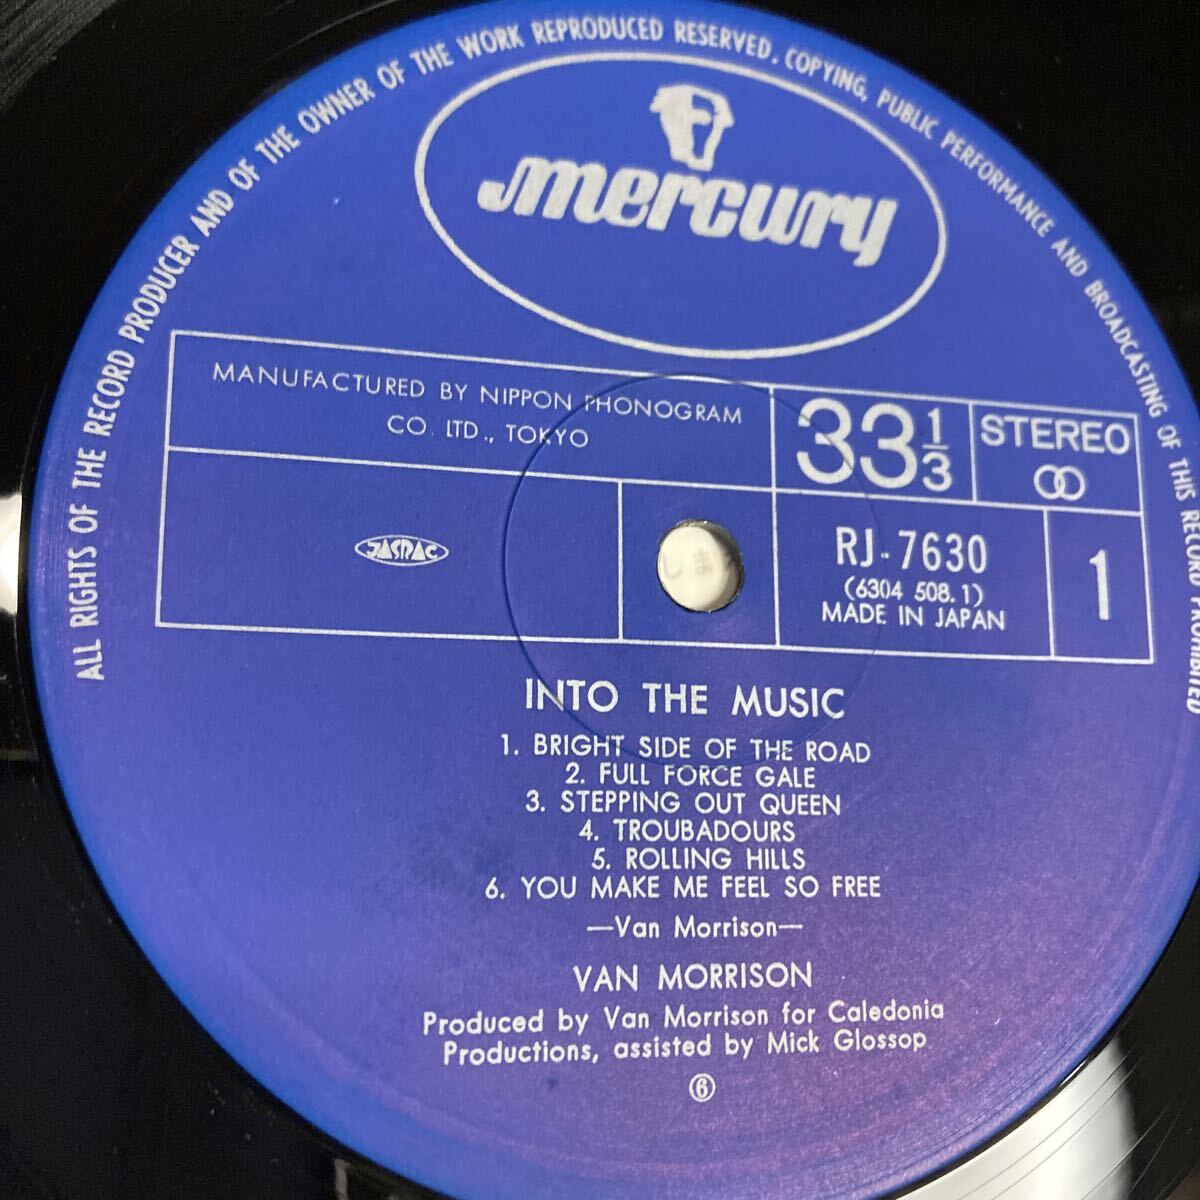 ALL RIGHTS OF THE RECORD PRODUCER AND OF THE OWNER OF THE WORK REPRODUCED RESERVED. COPYING, PUBLIC PERFORMANCE AND BROADCASTING OF THIS RECORD PROHIBITED
mercury
MANUFACTURED BY NIPPON PHONOGRAM
CO. LTD., TOKYO
33 1/3
STEREO
JASRAC
RJ-7630
(6304 508.1)
MADE IN JAPAN
1
INTO THE MUSIC
1. BRIGHT SIDE OF THE ROAD
2. FULL FORCE GALE
3. STEPPING OUT QUEEN
4. TROUBADOURS
5. ROLLING HILLS
6. YOU MAKE ME FEEL SO FREE
—Van Morrison—
VAN MORRISON
Produced by Van Morrison for Caledonia
Productions, assisted by Mick Glossop
⑥